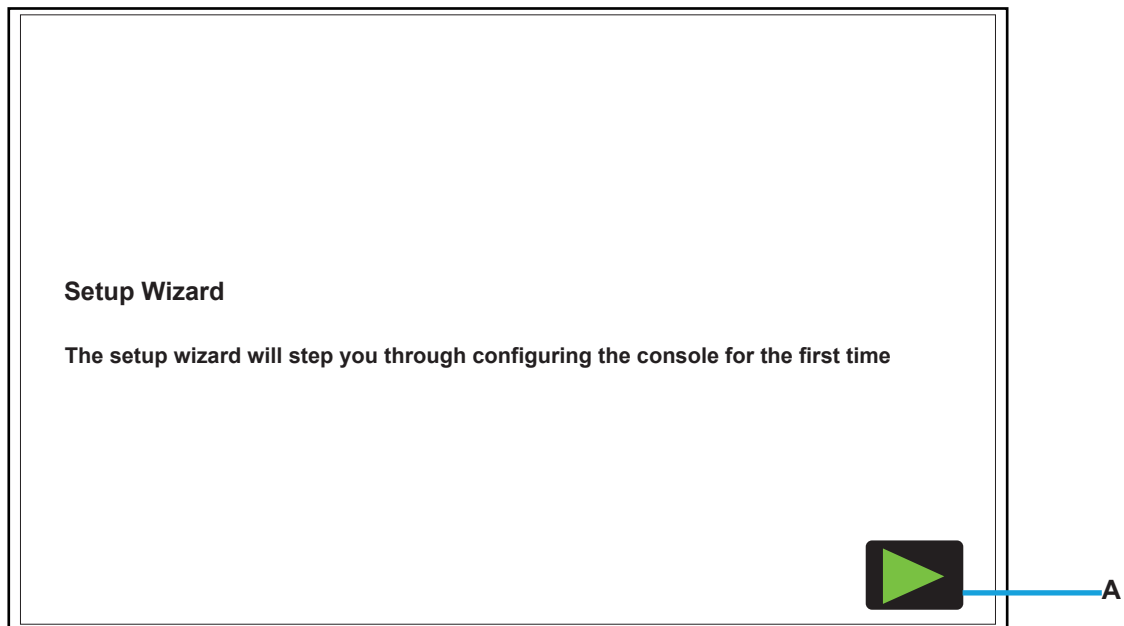 Setup Wizard
The setup wizard will step you through configuring the console for the first time
A